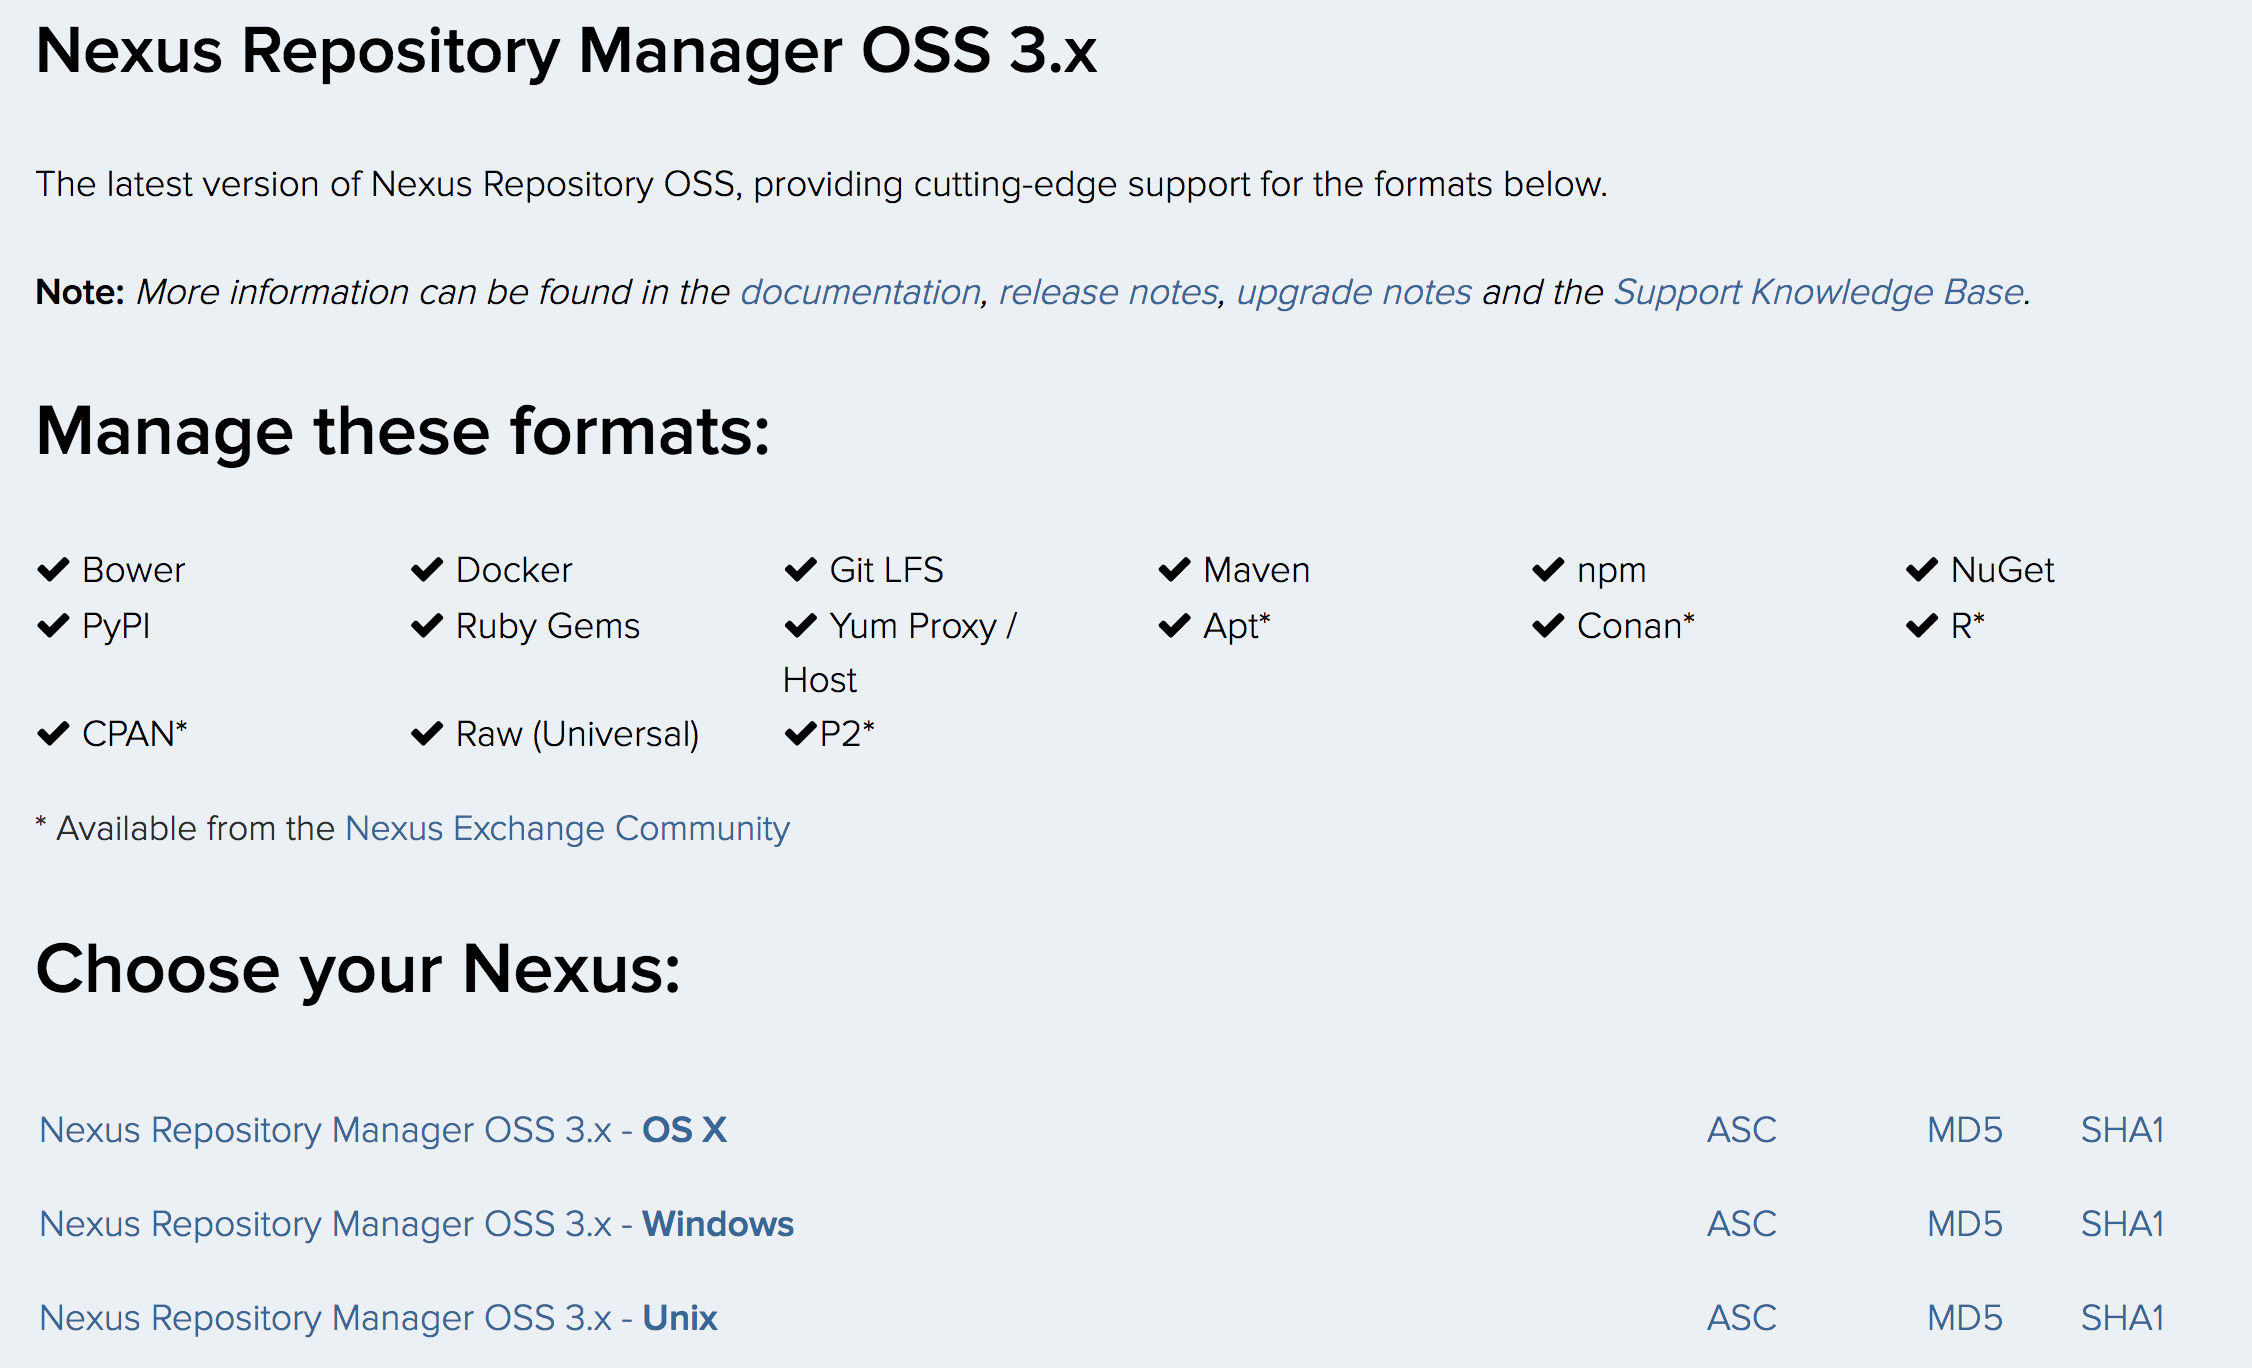 Nexus Repository Manager OSS 3.x
The latest version of Nexus Repository OSS, providing cutting-edge support for the formats below.
Note: More information can be found in the documentation, release notes, upgrade notes and the Support Knowledge Base.
Manage these formats:
✔ Bower ✔ Docker ✔ Git LFS ✔ Maven ✔ npm ✔ NuGet
✔ PyPI ✔ Ruby Gems ✔ Yum Proxy / ✔ Apt* ✔ Conan* ✔ R*
Host
✔ CPAN* ✔ Raw (Universal) ✔P2*
* Available from the Nexus Exchange Community
Choose your Nexus:
Nexus Repository Manager OSS 3.x - OS X ASC MD5 SHA1
Nexus Repository Manager OSS 3.x - Windows ASC MD5 SHA1
Nexus Repository Manager OSS 3.x - Unix ASC MD5 SHA1